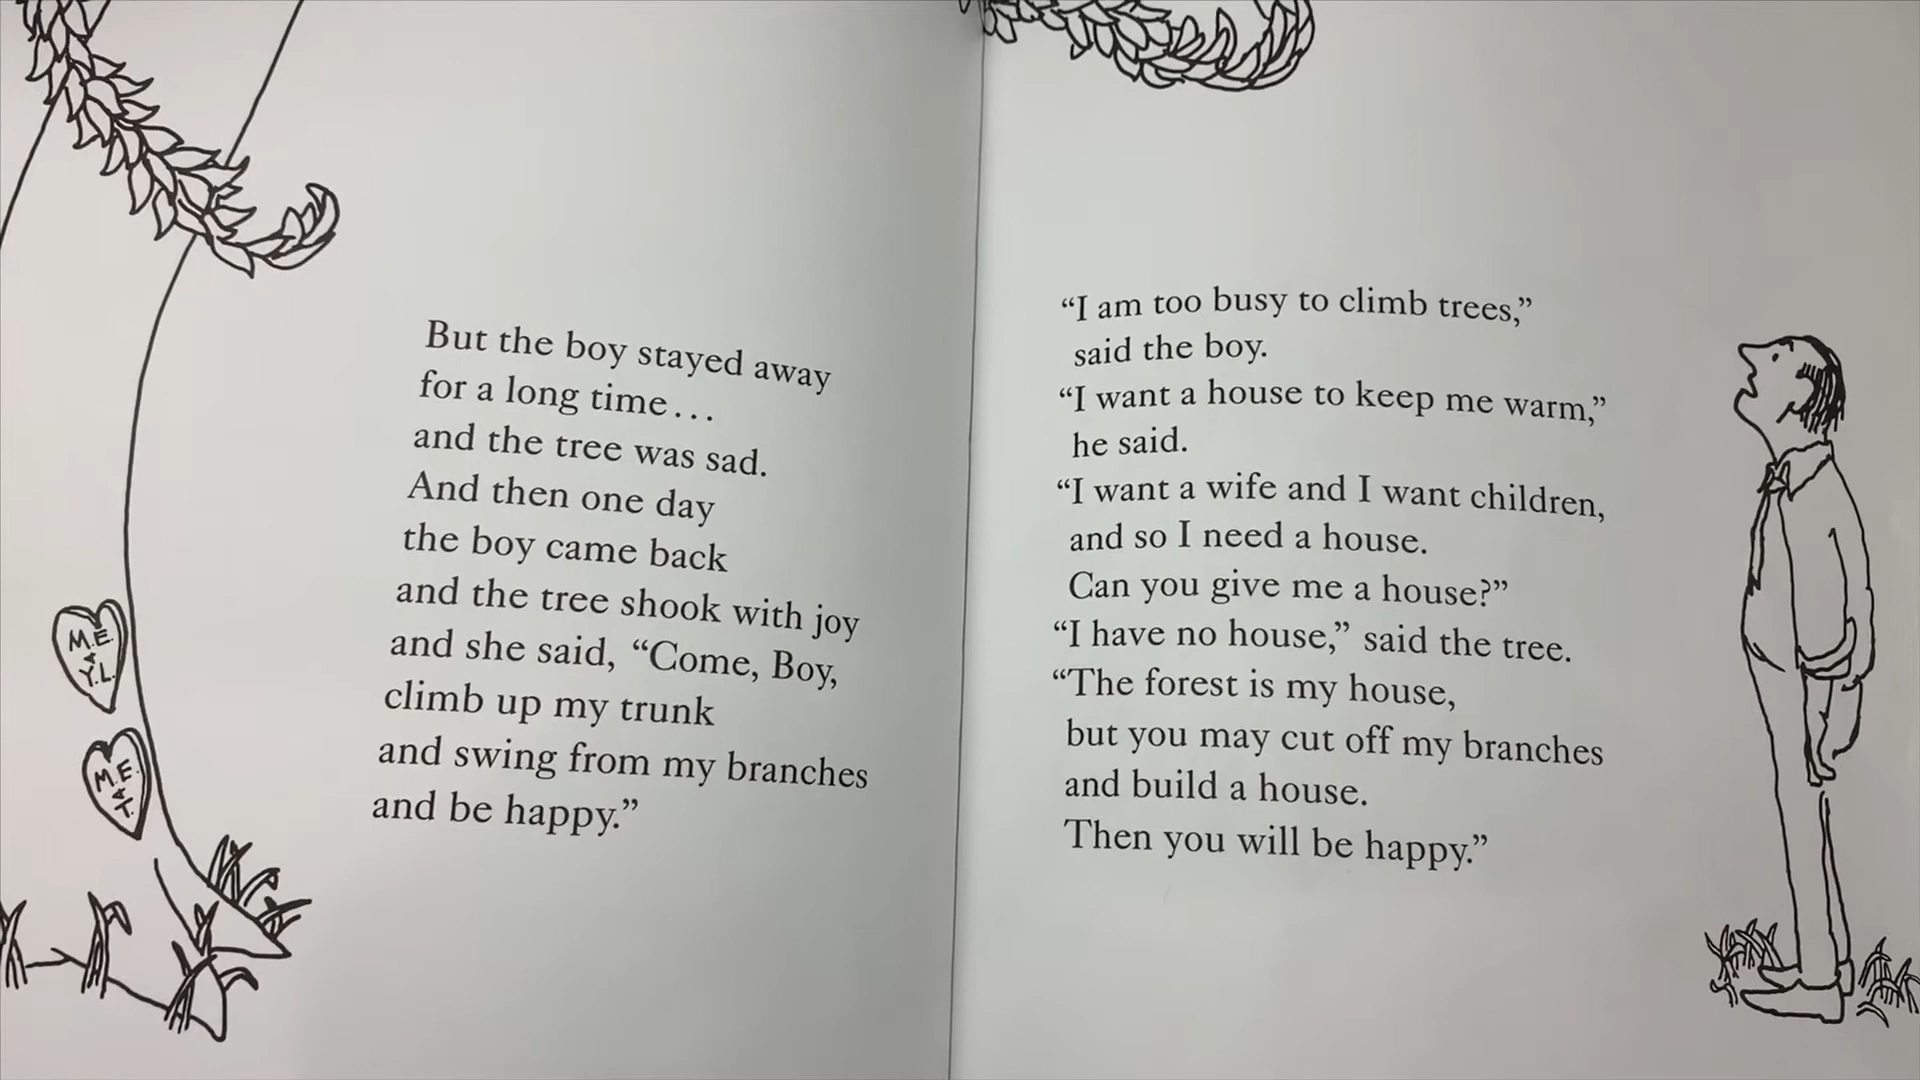 But the boy stayed away
for a long time...
and the tree was sad.
And then one day
the boy came back
and the tree shook with joy
and she said, “Come, Boy,
climb up my trunk
and swing from my branches
and be happy.”
M.E.
+
Y.L.
M.E.
+
T.
“I am too busy to climb trees,”
said the boy.
“I want a house to keep me warm,”
he said.
“I want a wife and I want children,
and so I need a house.
Can you give me a house?”
“I have no house,” said the tree.
“The forest is my house,
but you may cut off my branches
and build a house.
Then you will be happy.”